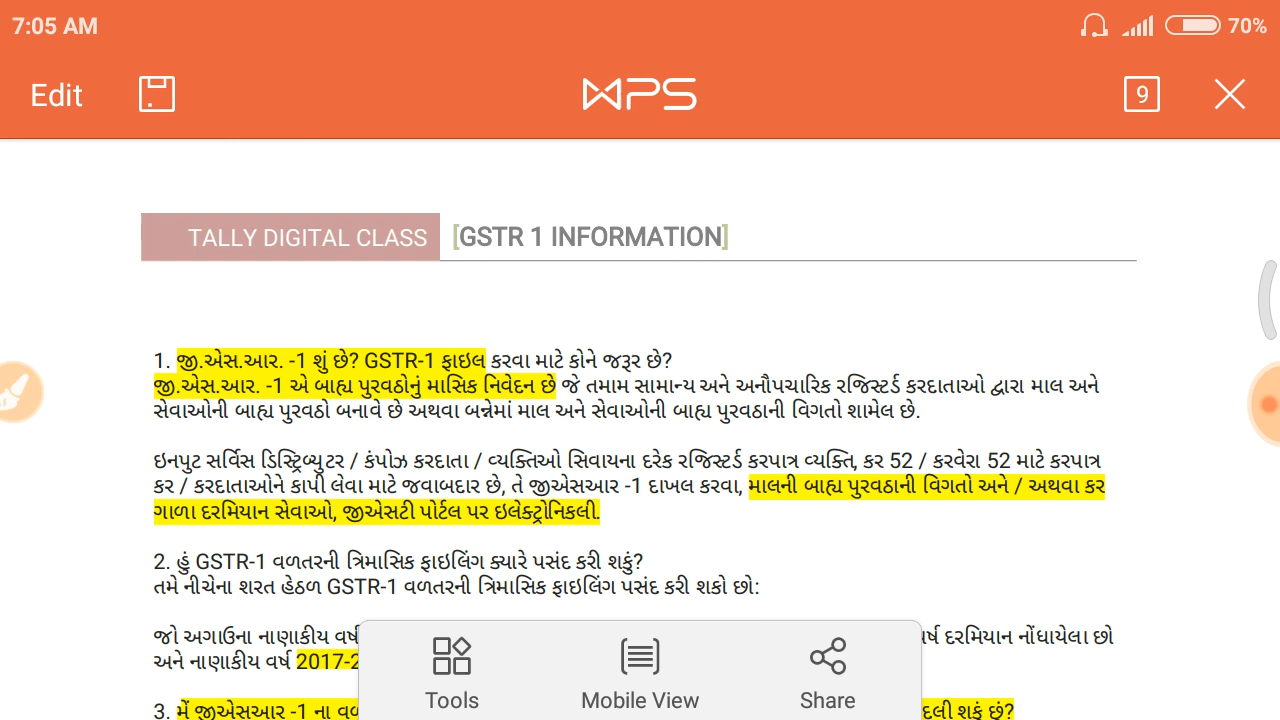 7:05 AM
70%
Edit
WPS
9
TALLY DIGITAL CLASS [GSTR 1 INFORMATION]
1. જી.એસ.આર. -1 શું છે? GSTR-1 ફાઇલ કરવા માટે કોને જરૂર છે?
જી.એસ.આર. -1 એ બાહ્ય પુરવઠોનું માસિક નિવેદન છે જે તમામ સામાન્ય અને અનૌપચારિક રજિસ્ટર્ડ કરદાતાઓ દ્વારા માલ અને
સેવાઓની બાહ્ય પુરવઠો બનાવે છે અથવા બન્નેમાં માલ અને સેવાઓની બાહ્ય પુરવઠાની વિગતો શામેલ છે.
ઇનપુટ સર્વિસ ડિસ્ટ્રિબ્યુટર / કંપોઝ કરદાતા / વ્યક્તિઓ સિવાયના દરેક રજિસ્ટર્ડ કરપાત્ર વ્યક્તિ, કર 52 / કરવેરા 52 માટે કરપાત્ર
કર / કરદાતાઓને કાપી લેવા માટે જવાબદાર છે, તે જીએસઆર -1 દાખલ કરવા, માલની બાહ્ય પુરવઠાની વિગતો અને / અથવા કર
ગાળા દરમિયાન સેવાઓ, જીએસટી પોર્ટલ પર ઇલેક્ટ્રોનિકલી.
2. હું GSTR-1 વળતરની ત્રિમાસિક ફાઇલિંગ ક્યારે પસંદ કરી શકું?
તમે નીચેના શરત હેઠળ GSTR-1 વળતરની ત્રિમાસિક ફાઇલિંગ પસંદ કરી શકો છો:
જો અગાઉના નાણાકીય વર્ષ દરમિયાન નોંધાયેલા છો
અને નાણાકીય વર્ષ 2017-2
3. મેં જીએસઆર -1 ના દલી શકું છું?
Tools
Mobile View
Share